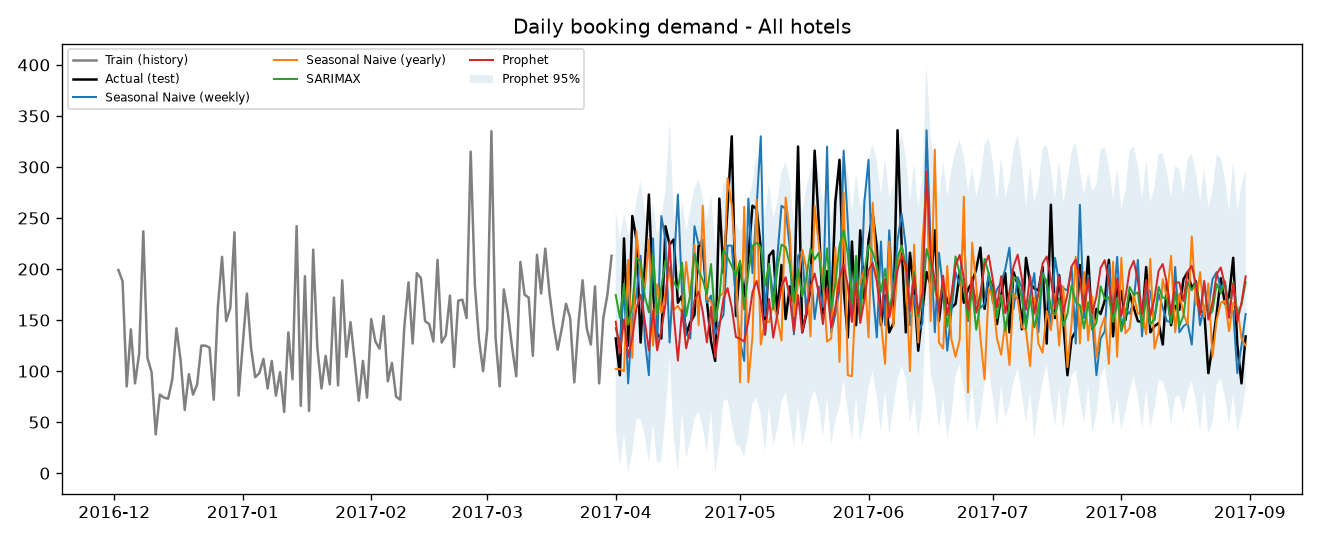 Daily booking demand - All hotels
Train (history)
Actual (test)
Seasonal Naive (weekly)
Seasonal Naive (yearly)
SARIMAX
Prophet
Prophet 95%
400
350
300
250
200
150
100
50
0
2016-12 2017-01 2017-02 2017-03 2017-04 2017-05 2017-06 2017-07 2017-08 2017-09